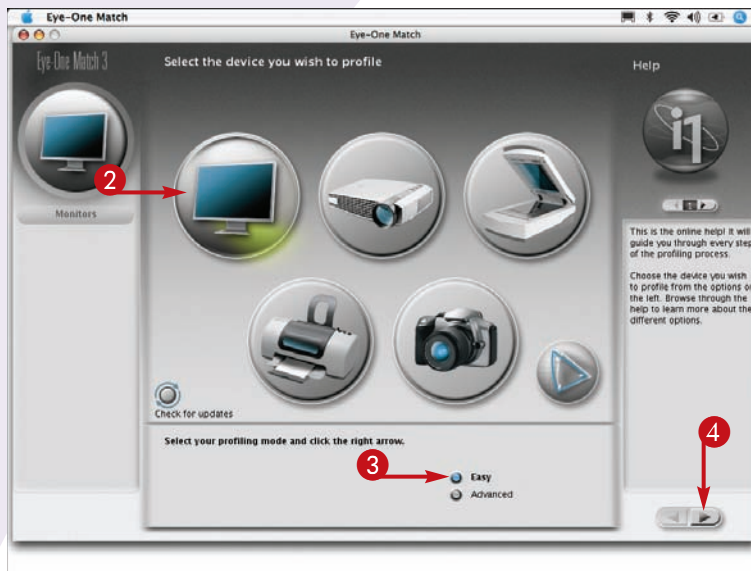 Eye-One Match
Eye-One Match
Eye-One Match 3
Select the device you wish to profile
Help
i1
2
Monitors
1
This is the online help! It will
guide you through every step
of the profiling process.
Choose the device you wish
to profile from the options on
the left. Browse through the
help to learn more about the
different options.
Check for updates
Select your profiling mode and click the right arrow.
3
Easy
Advanced
4